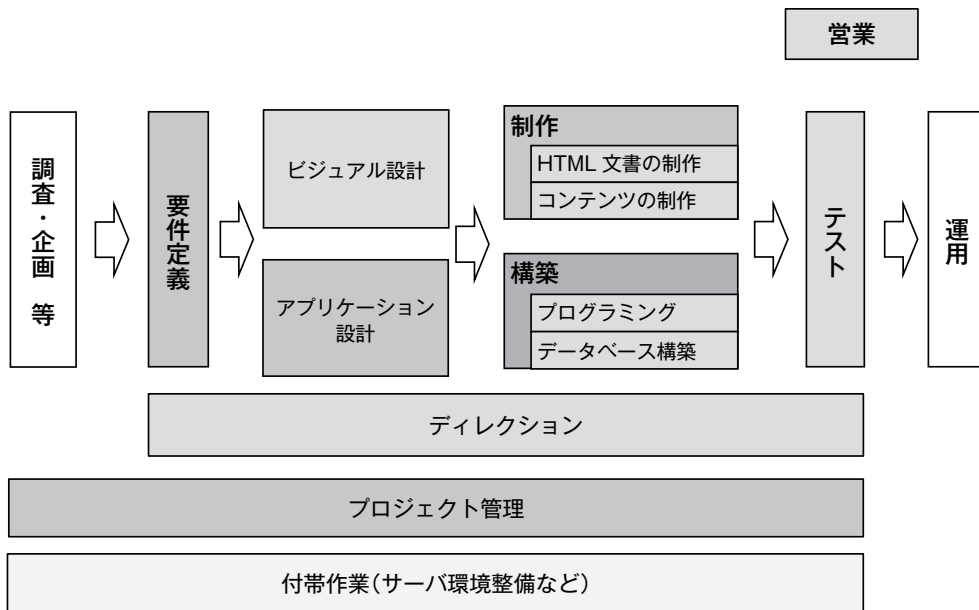 営業
調査・企画 等
要件定義
ビジュアル設計
アプリケーション
設計
制作
HTML 文書の制作
コンテンツの制作
構築
プログラミング
データベース構築
テスト
運用
ディレクション
プロジェクト管理
付帯作業(サーバ環境整備など)